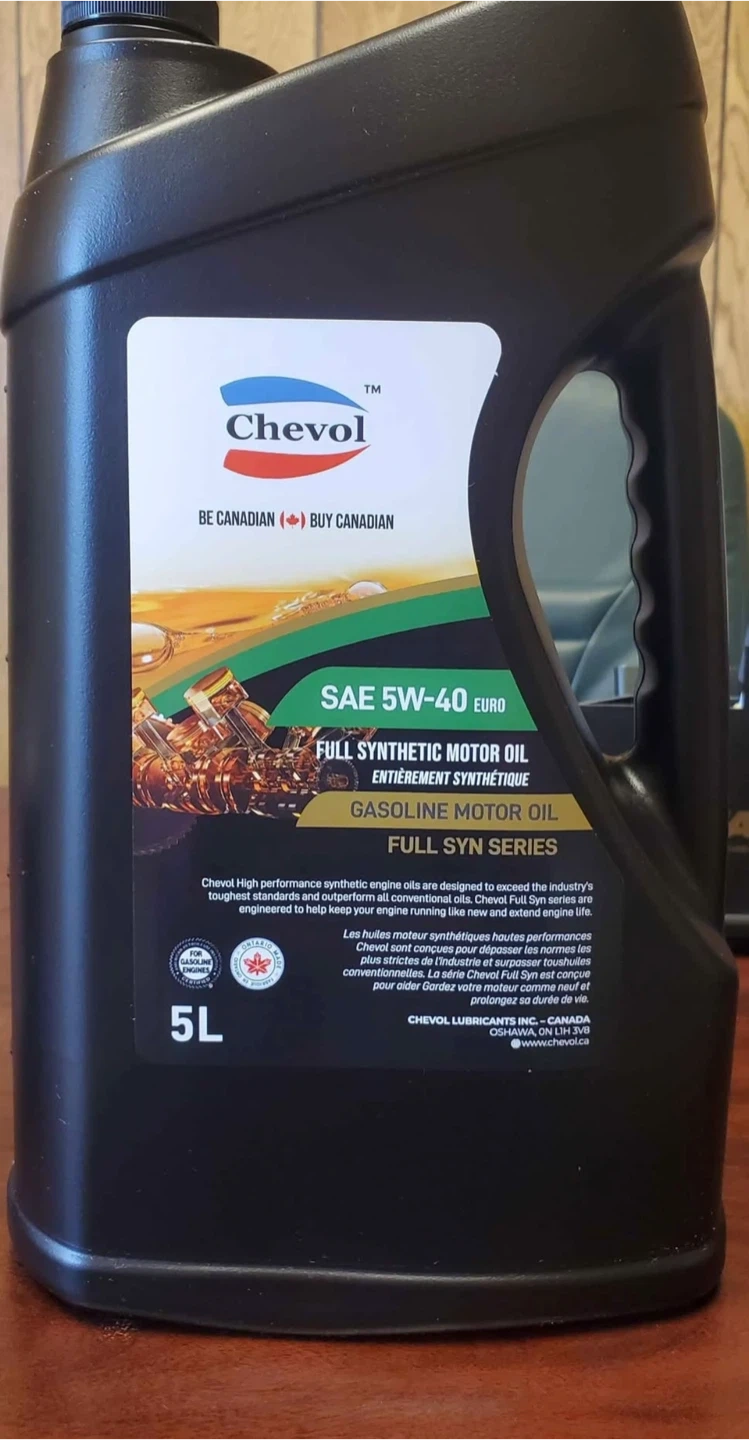 Chevol TM
BE CANADIAN BUY CANADIAN
SAE 5W-40 EURO
FULL SYNTHETIC MOTOR OIL
ENTIÈREMENT SYNTHÉTIQUE
GASOLINE MOTOR OIL
FULL SYN SERIES
Chevol High performance synthetic engine oils are designed to exceed the industry's
toughest standards and outperform all conventional oils. Chevol Full Syn series are
engineered to help keep your engine running like new and extend engine life.
Les huiles moteur synthétiques hautes performances
Chevol sont conçues pour dépasser les normes les
plus strictes de l'industrie et surpasser toushuiles
conventionnelles. La série Chevol Full Syn est conçue
pour aider Gardez votre moteur comme neuf et
prolongez sa durée de vie.
FOR
GASOLINE
ENGINES
CERTIFIED
ONTARIO MADE
5L
CHEVOL LUBRICANTS INC. – CANADA
OSHAWA, ON L1H 3V8
www.chevol.ca